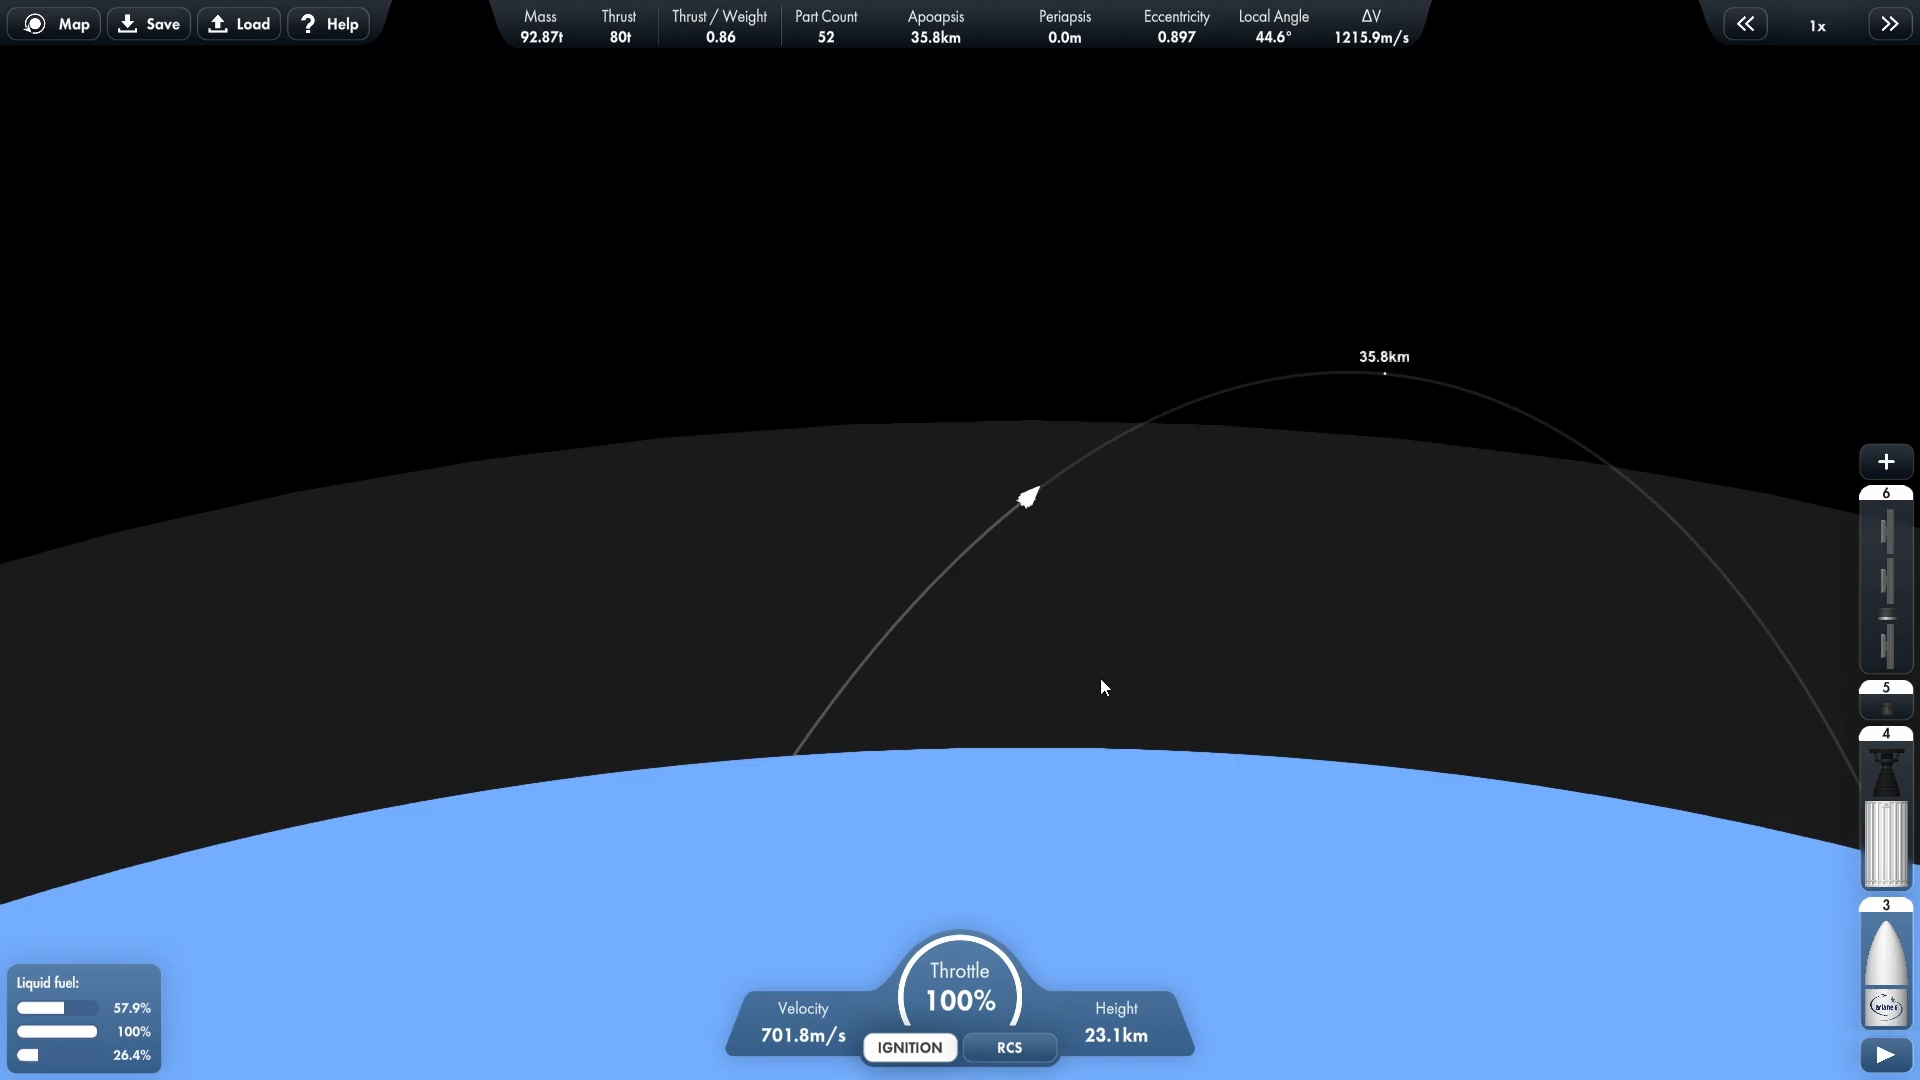 Map
Save
Load
? Help
Mass
92.87t
Thrust
80t
Thrust / Weight
0.86
Part Count
52
Apoapsis
35.8km
Periapsis
0.0m
Eccentricity
0.897
Local Angle
44.6°
ΔV
1215.9m/s
1x
35.8km
6
5
4
3
ariane 6
Liquid fuel:
57.9%
100%
26.4%
Throttle
100%
Velocity
701.8m/s
Height
23.1km
IGNITION
RCS